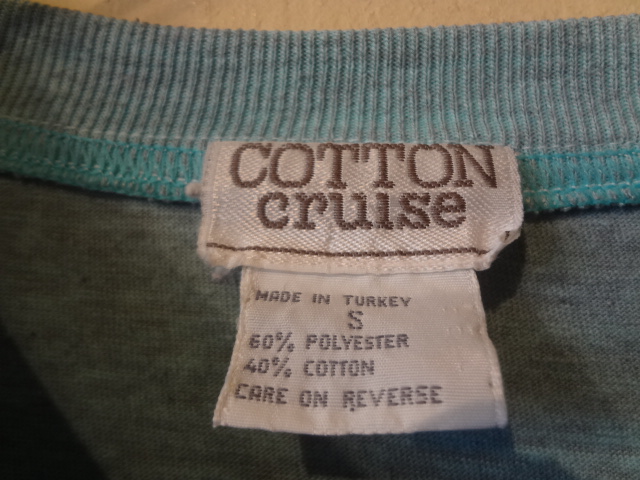 COTTON
cruise
MADE IN TURKEY
S
60% POLYESTER
40% COTTON
CARE ON REVERSE